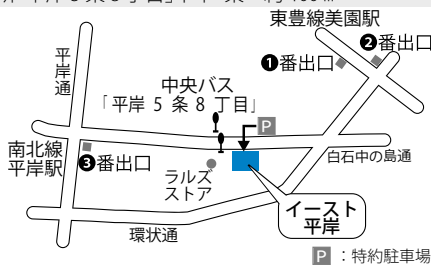 東豊線美園駅
❷番出口
❶番出口
平岸通
中央バス
「平岸 5 条 8 丁目」
P
南北線
平岸駅
❸番出口
白石中の島通
ラルズ
ストア
イースト
平岸
環状通
P ：特約駐車場